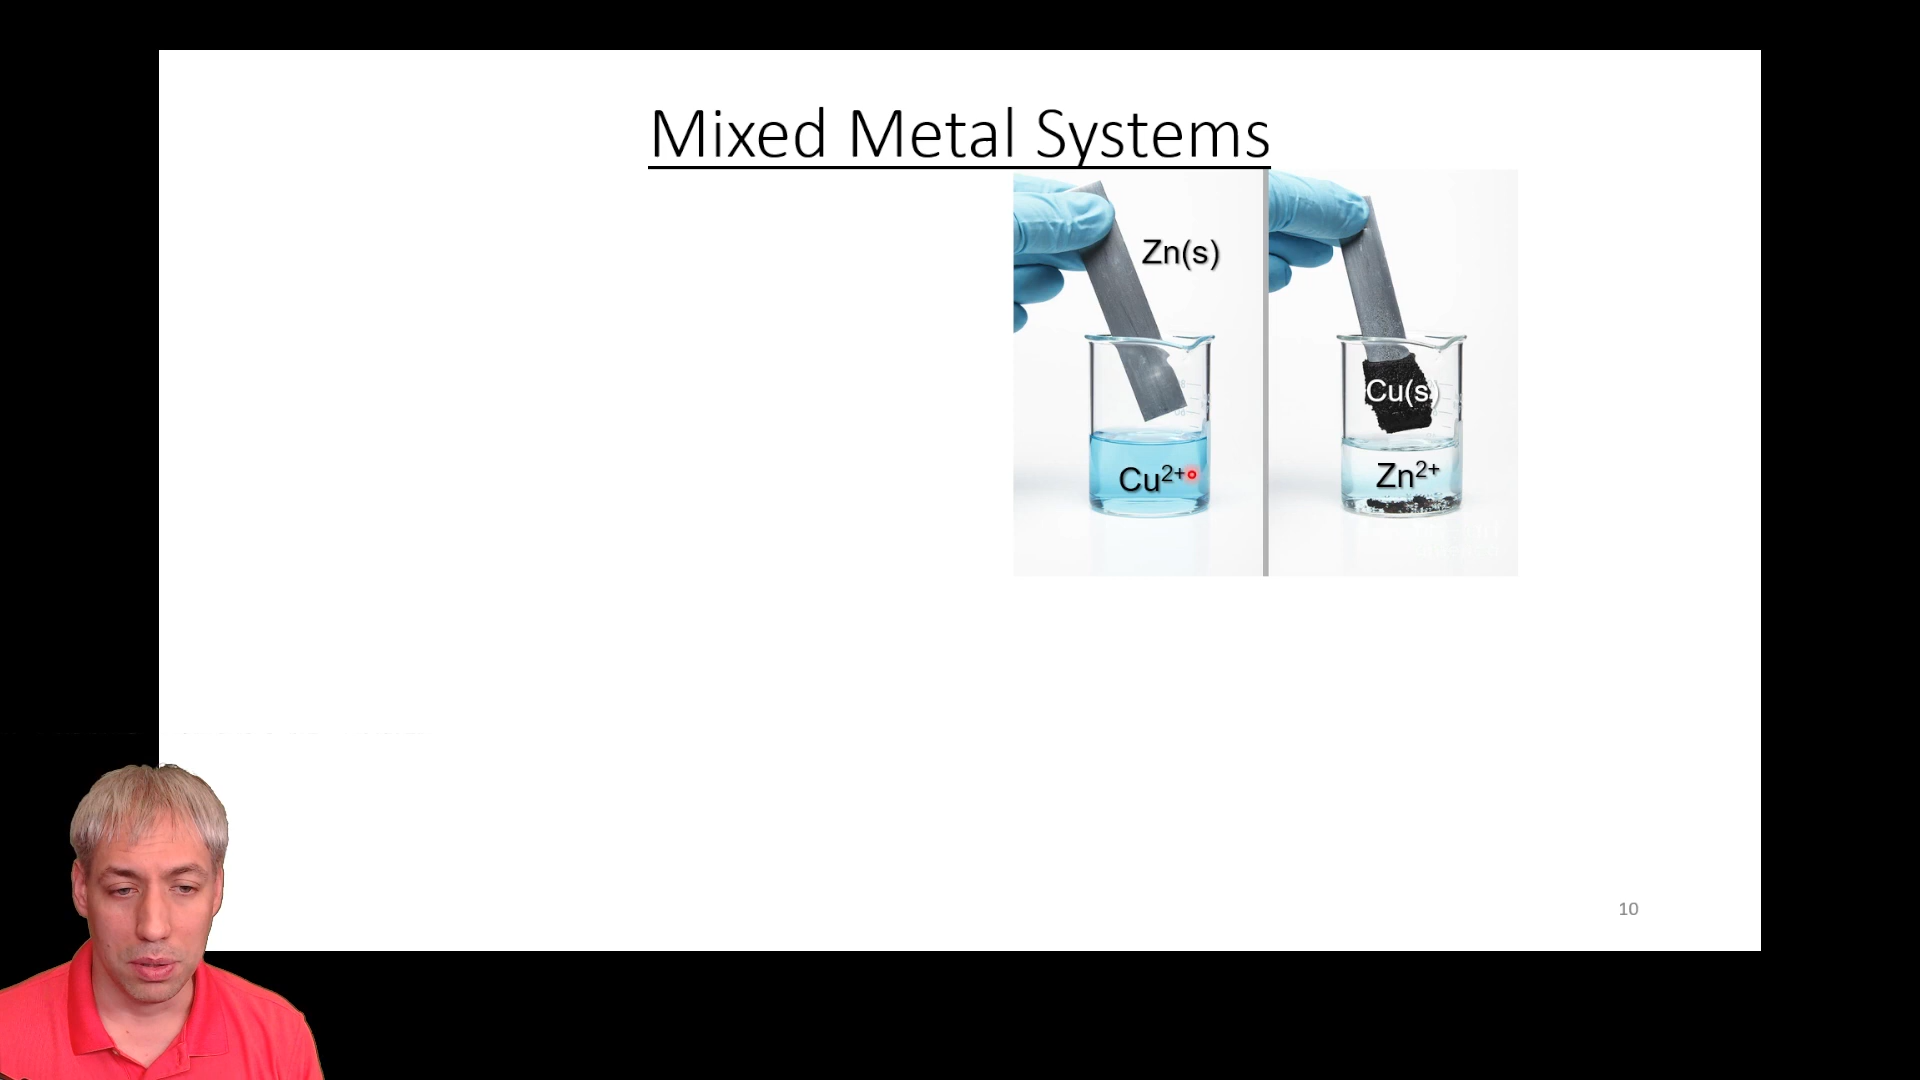 Mixed Metal Systems
Zn(s)
Cu(s)
Cu²⁺
Zn²⁺
10